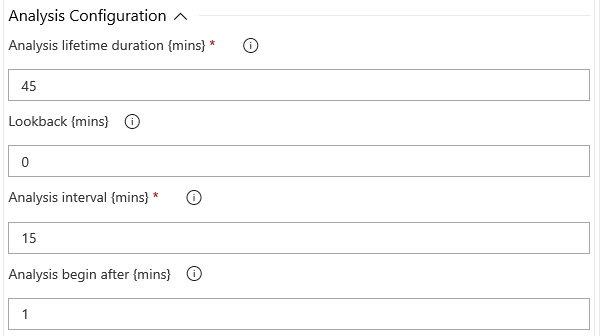 Analysis Configuration
Analysis lifetime duration {mins} *
45
Lookback {mins}
0
Analysis interval {mins} *
15
Analysis begin after {mins}
1